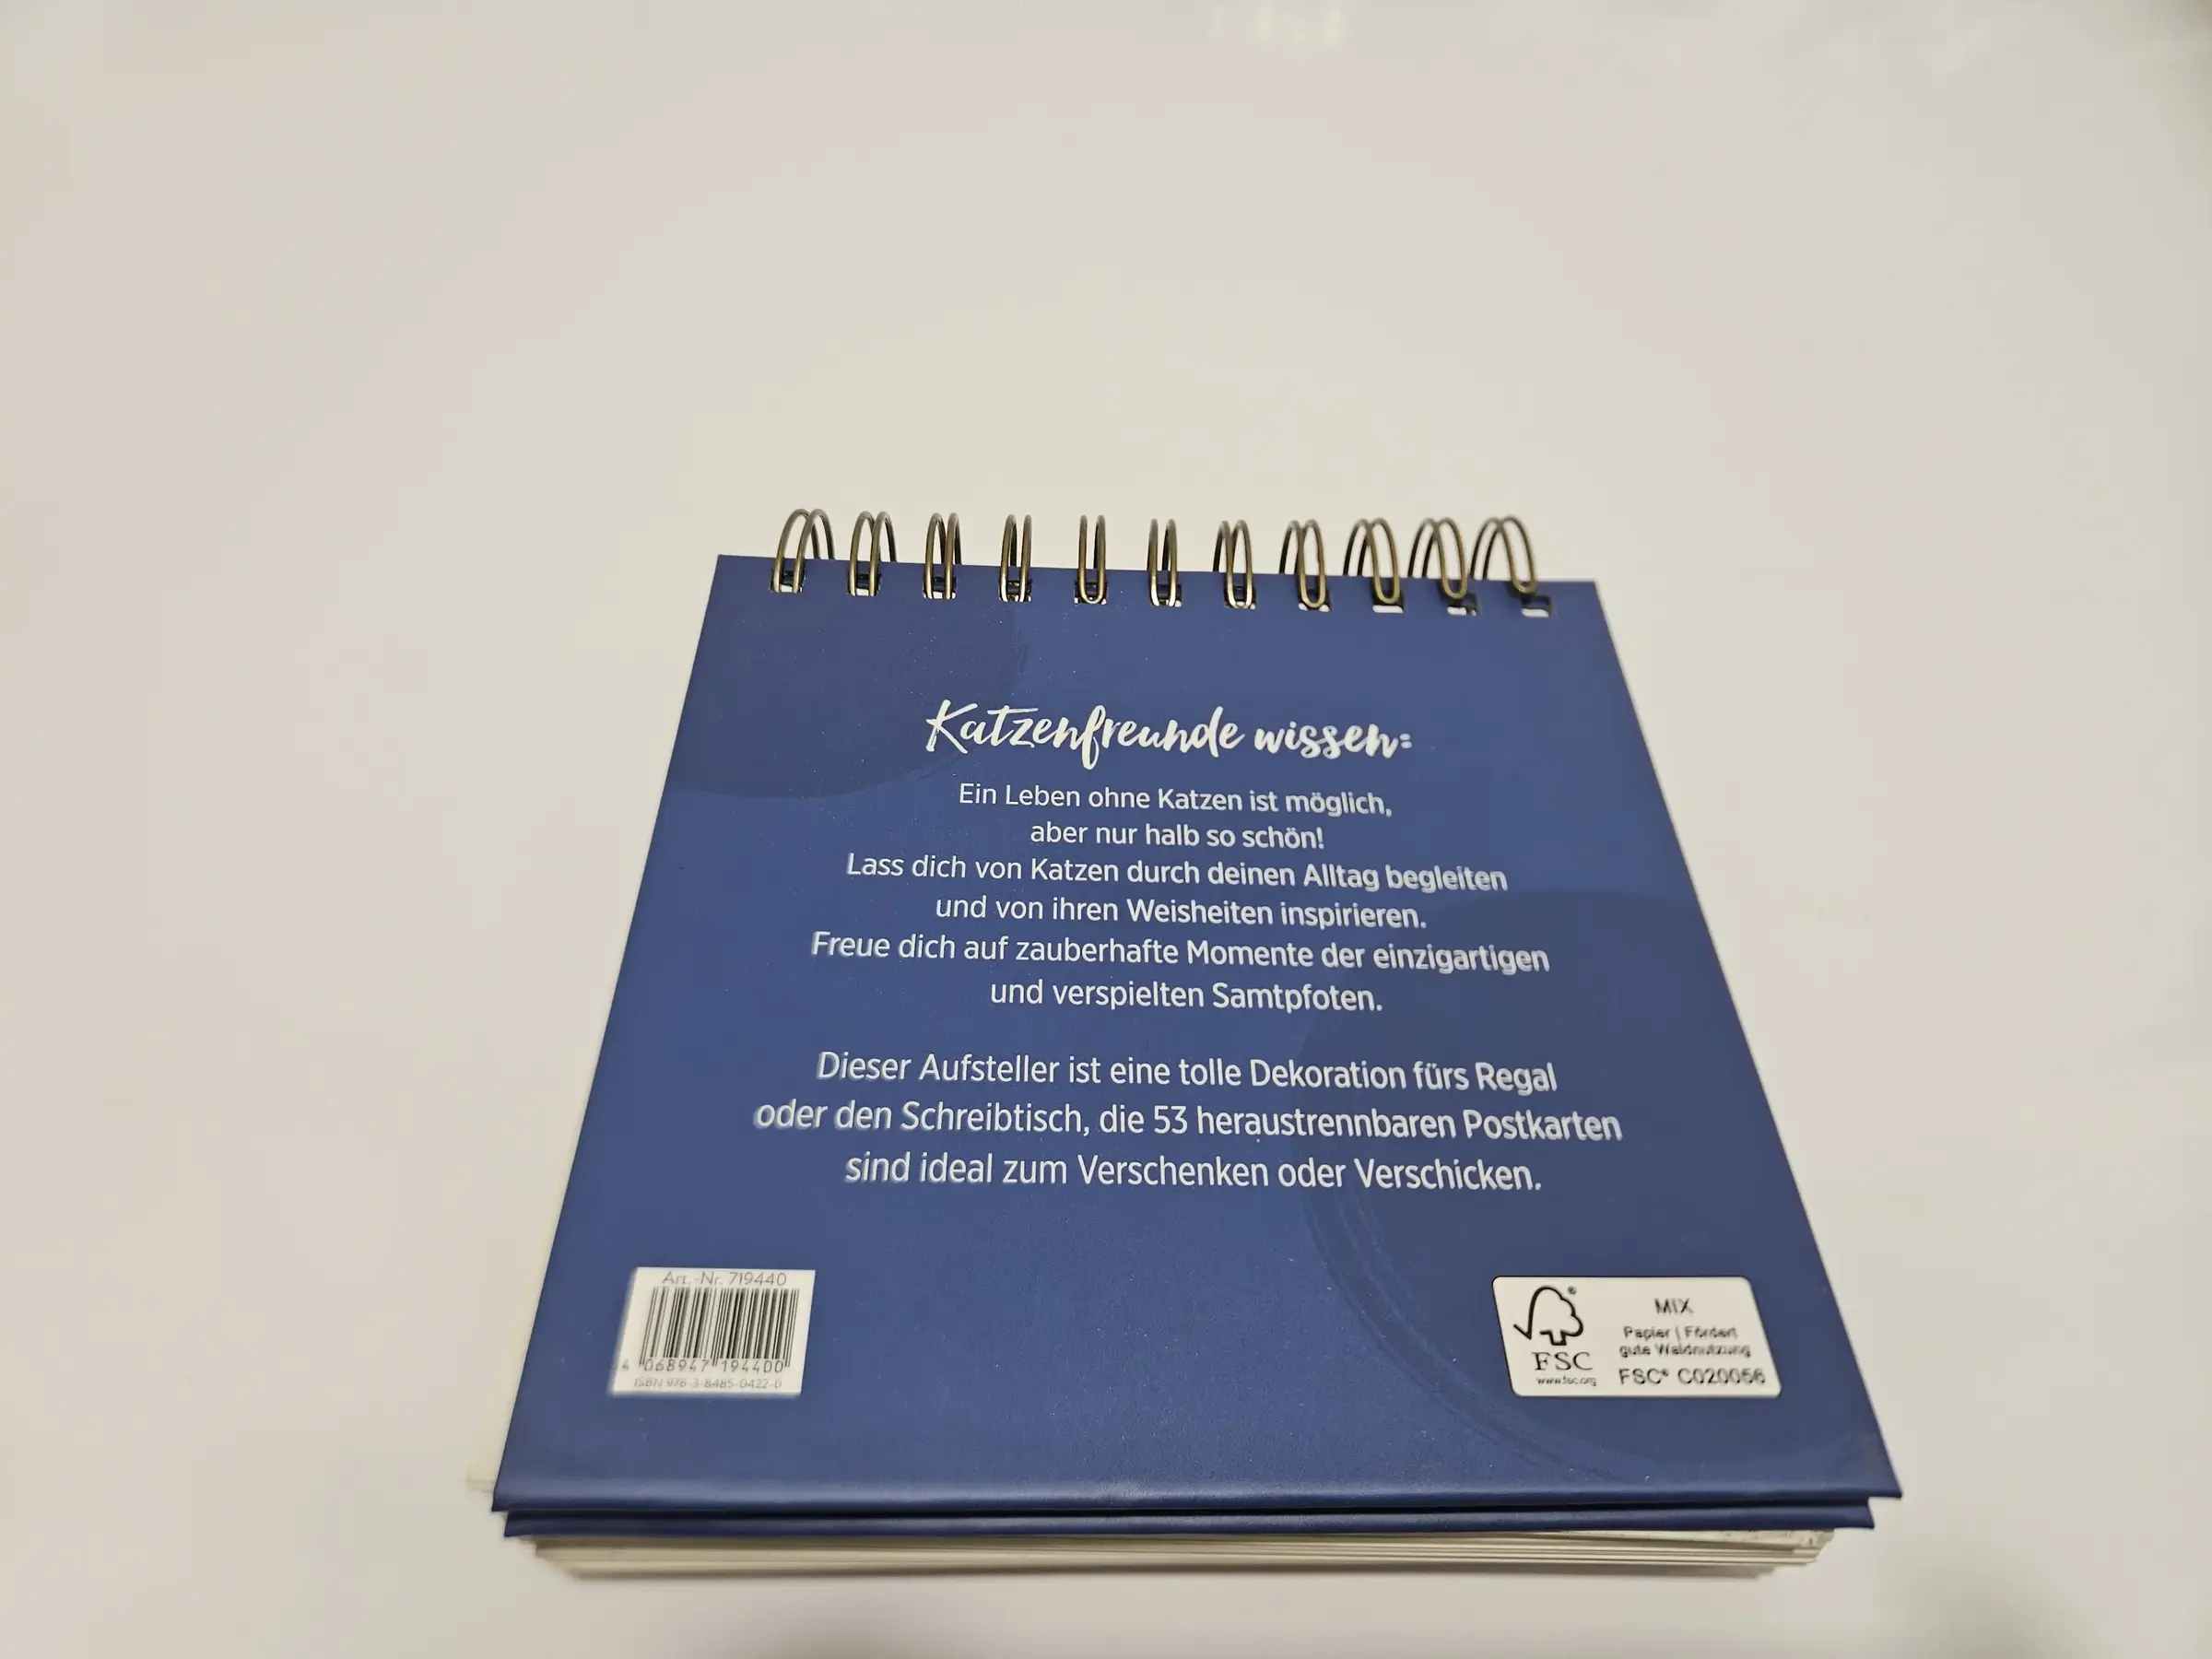 Katzenfreunde wissen:
Ein Leben ohne Katzen ist möglich,
aber nur halb so schön!
Lass dich von Katzen durch deinen Alltag begleiten
und von ihren Weisheiten inspirieren.
Freue dich auf zauberhafte Momente der einzigartigen
und verspielten Samtpfoten.
Dieser Aufsteller ist eine tolle Dekoration fürs Regal
oder den Schreibtisch, die 53 heraustrennbaren Postkarten
sind ideal zum Verschenken oder Verschicken.
Art.-Nr. 719440
4 068947 194400
ISBN 978-3-8485-0422-0
FSC
www.fsc.org
MIX
Papier | Fördert
gute Waldnutzung
FSC® C020056